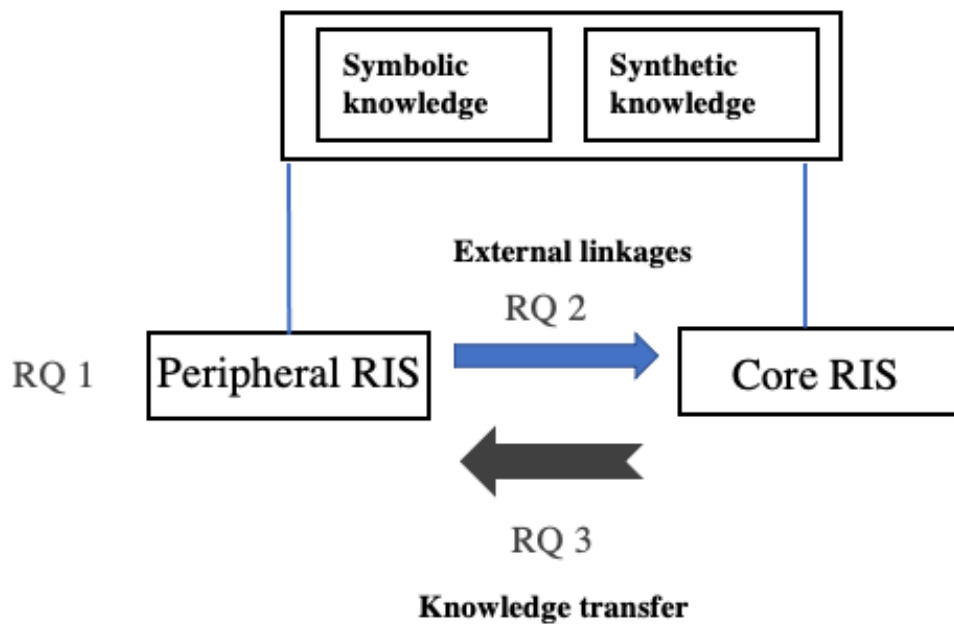 Symbolic
knowledge
Synthetic
knowledge
External linkages
RQ 2
RQ 1
Peripheral RIS
Core RIS
RQ 3
Knowledge transfer